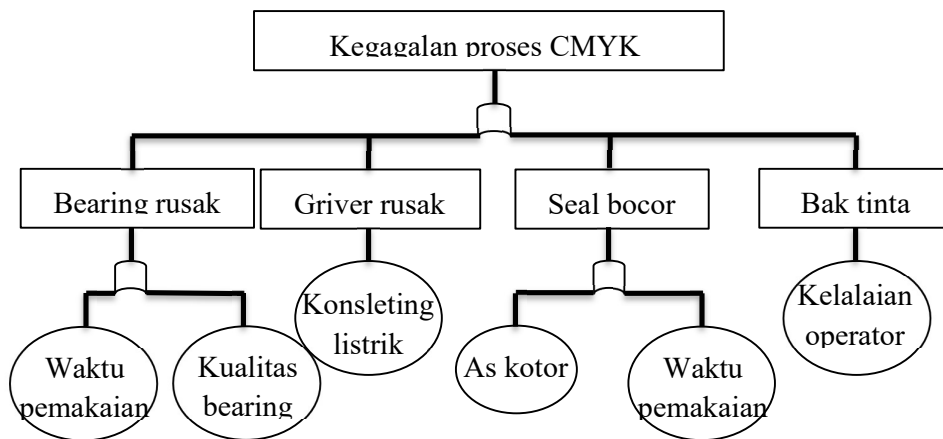 Kegagalan proses CMYK
Bearing rusak
Griver rusak
Seal bocor
Bak tinta
Konsleting
listrik
Kelalaian
operator
Waktu
pemakaian
Kualitas
bearing
As kotor
Waktu
pemakaian